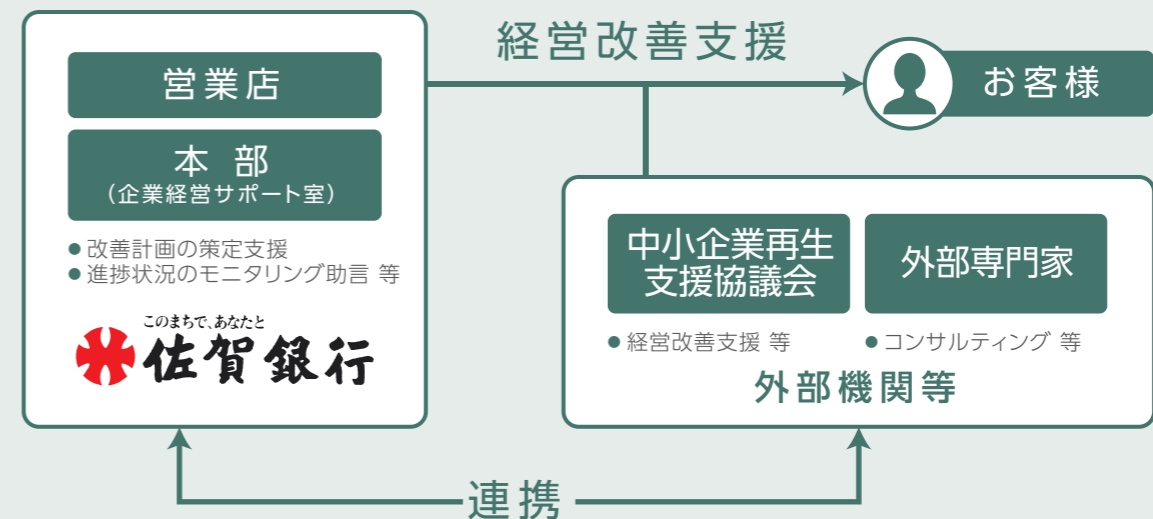 経営改善支援
営業店
本部
（企業経営サポート室）
● 改善計画の策定支援
● 進捗状況のモニタリング助言 等
このまちで、あなたと
佐賀銀行
お客様
中小企業再生
支援協議会
● 経営改善支援 等
外部専門家
● コンサルティング 等
外部機関等
連携